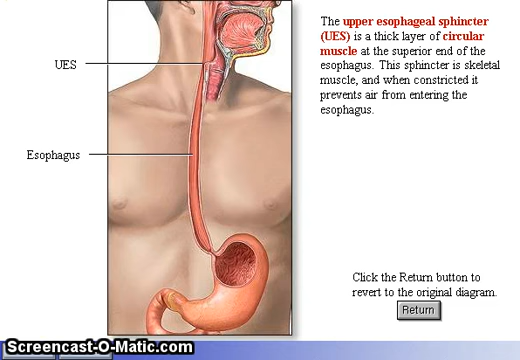 The upper esophageal sphincter
(UES) is a thick layer of circular
muscle at the superior end of the
esophagus. This sphincter is skeletal
muscle, and when constricted it
prevents air from entering the
esophagus.
UES
Esophagus
Click the Return button to
revert to the original diagram.
Return
Screencast-O-Matic.com